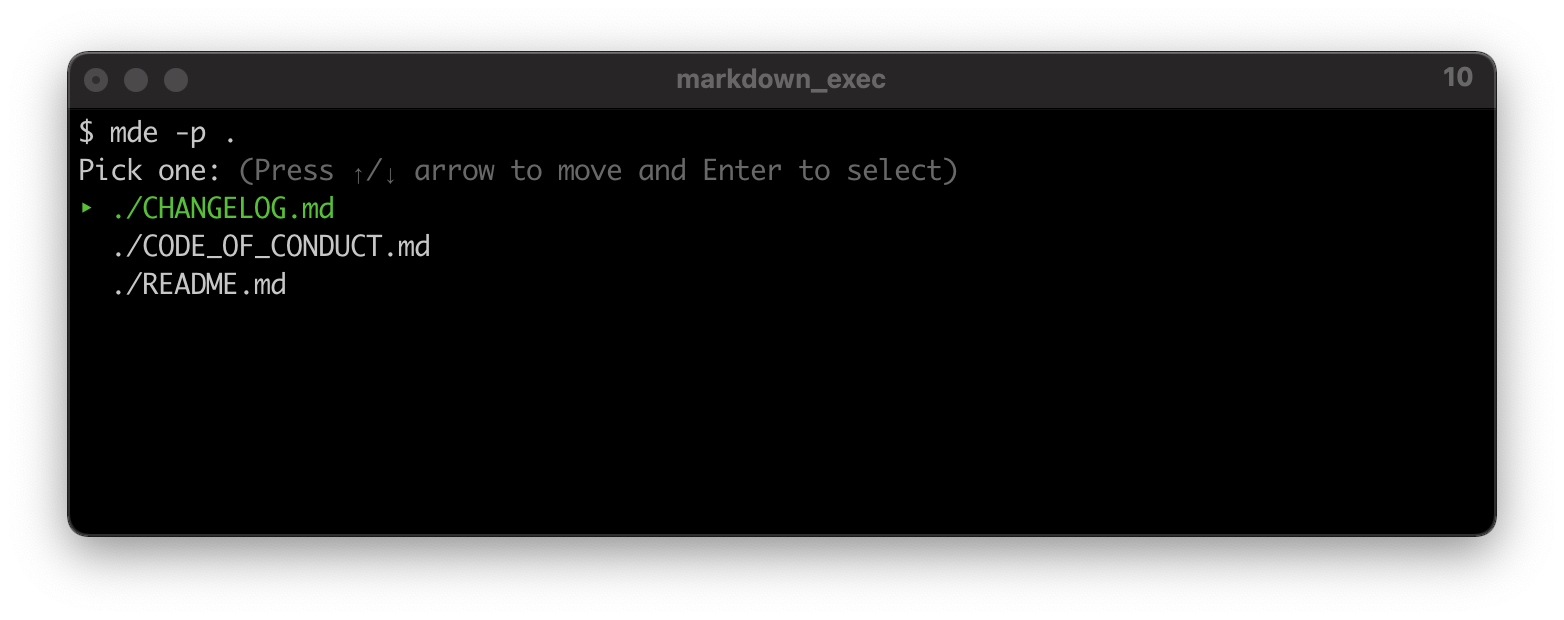 markdown_exec
10
$ mde -p .
Pick one: (Press ↑/↓ arrow to move and Enter to select)
‣ ./CHANGELOG.md
./CODE_OF_CONDUCT.md
./README.md